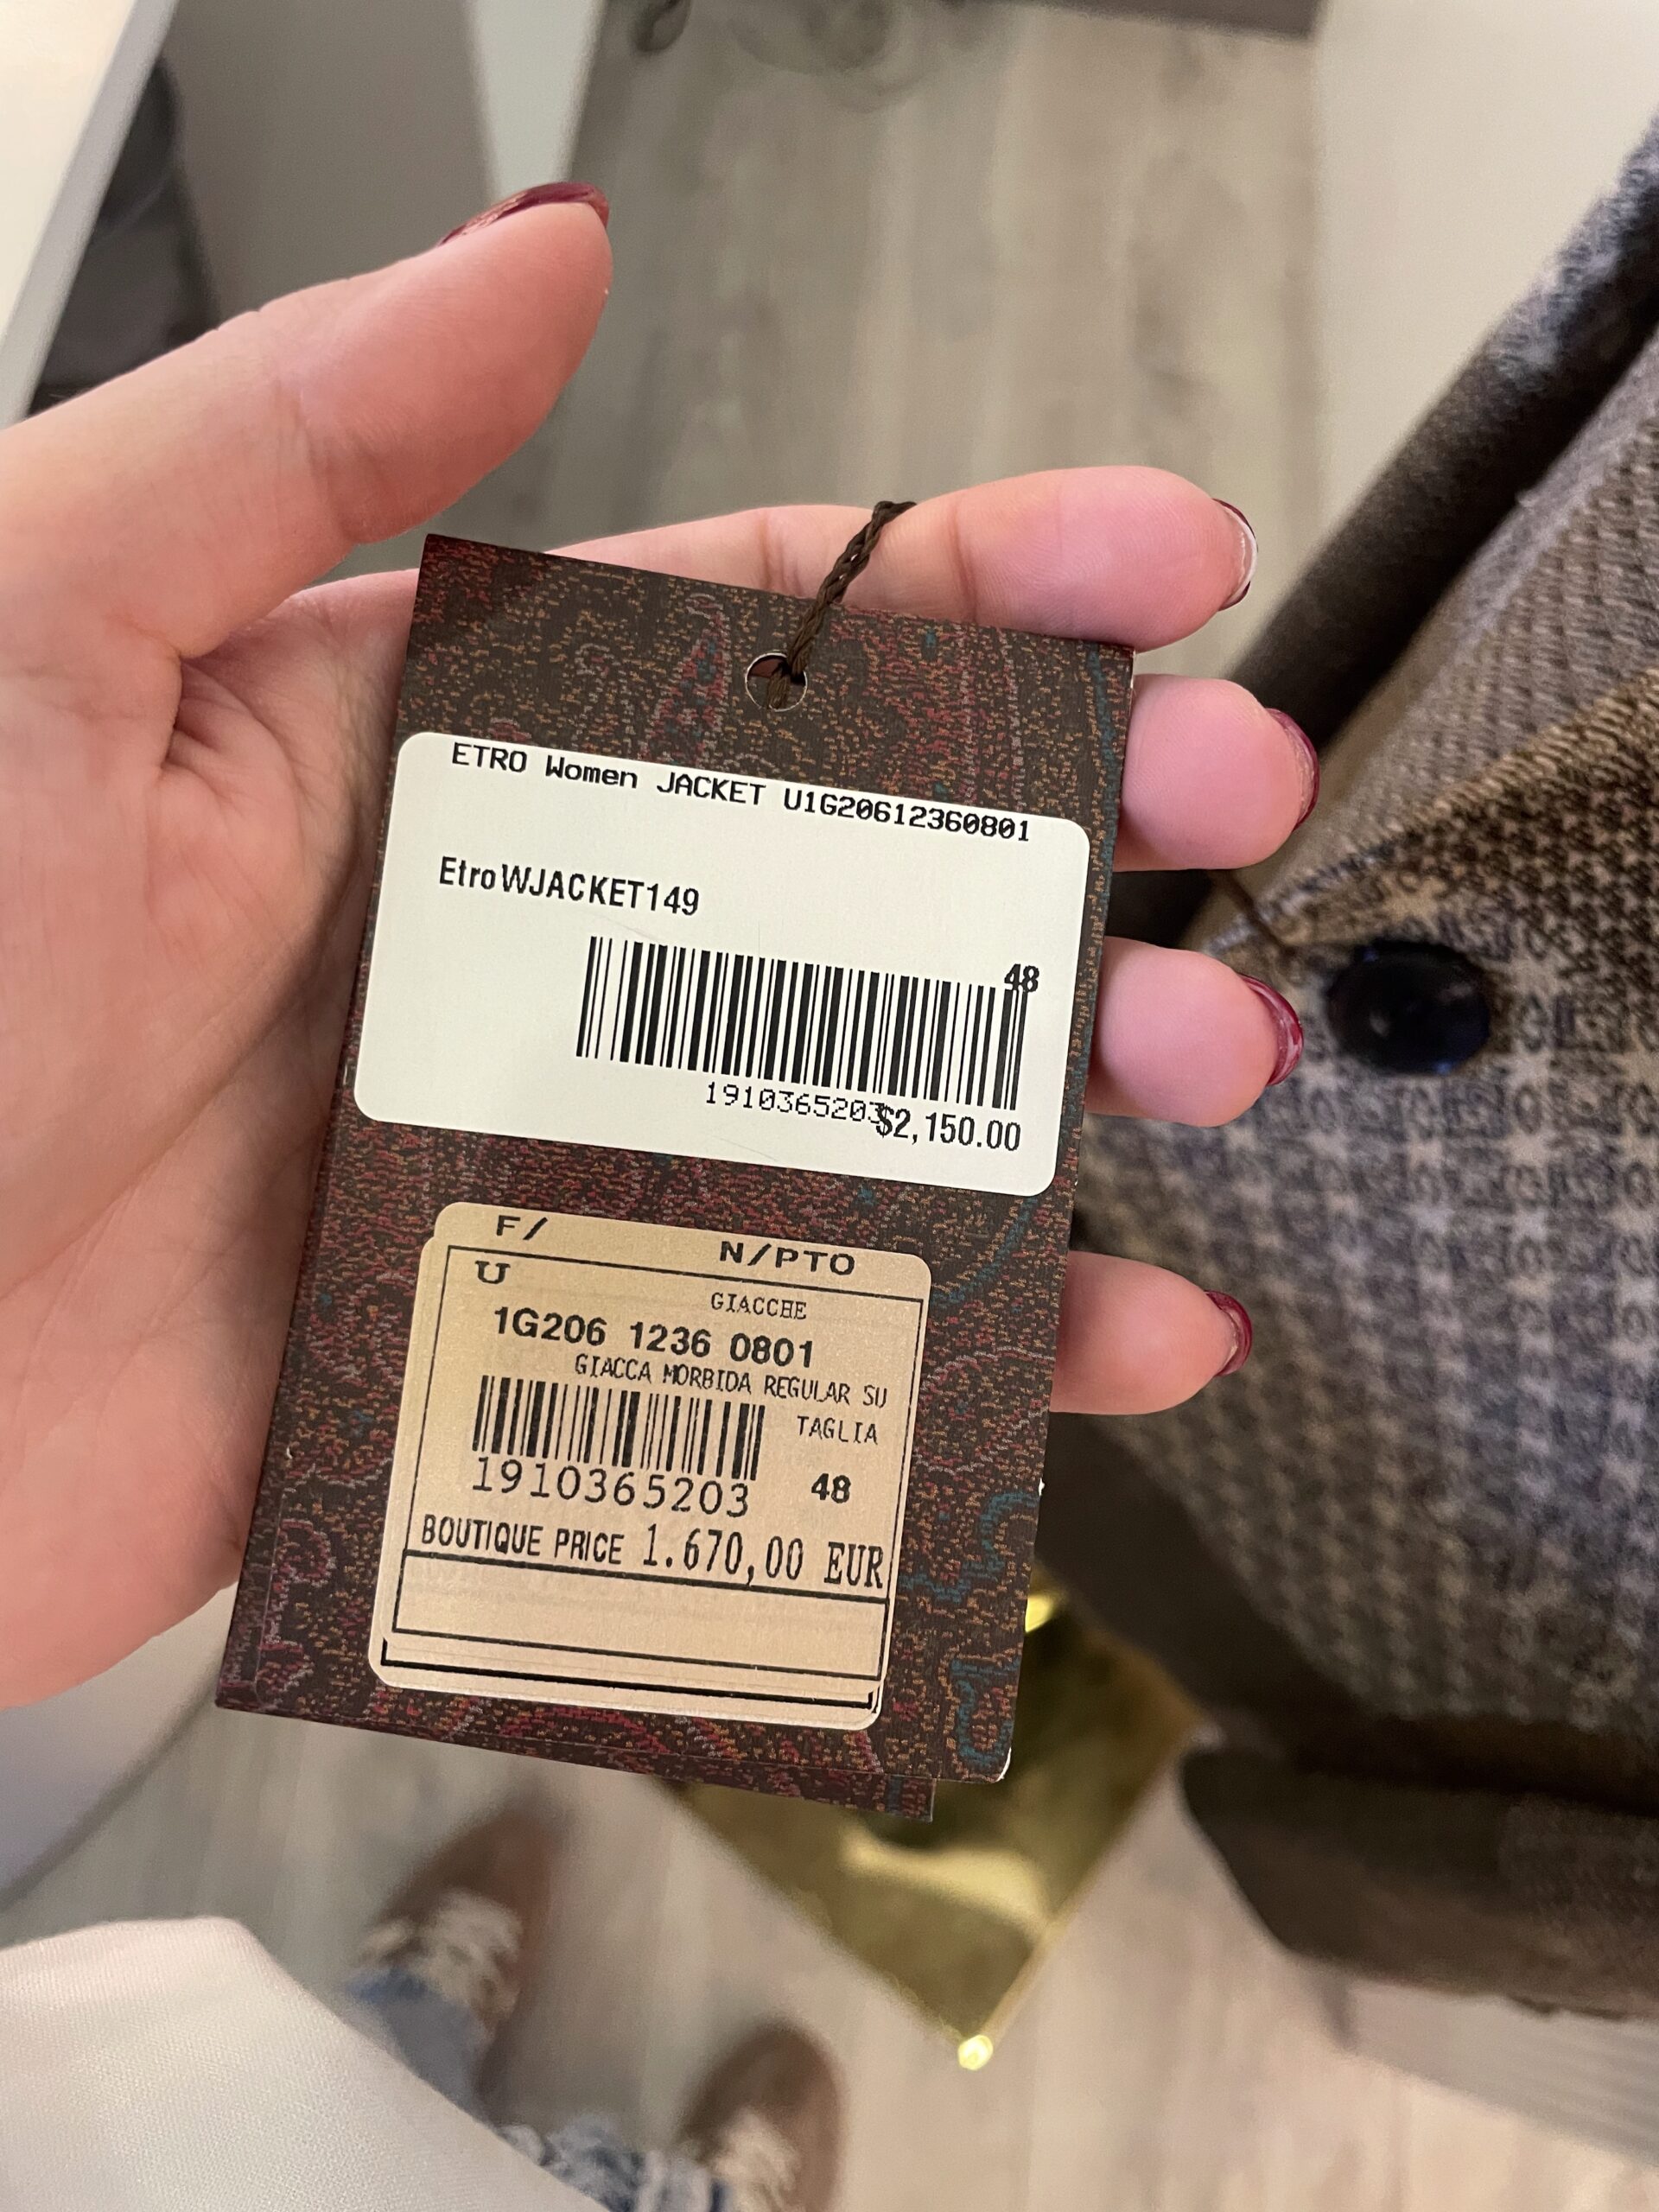 ETRO Women JACKET U1G20612360801
EtroWJACKET149
48
1910365203
$2,150.00
F/ N/PTO
U
GIACCHE
1G206 1236 0801
GIACCA MORBIDA REGULAR SU
TAGLIA
1910365203 48
BOUTIQUE PRICE 1.670,00 EUR